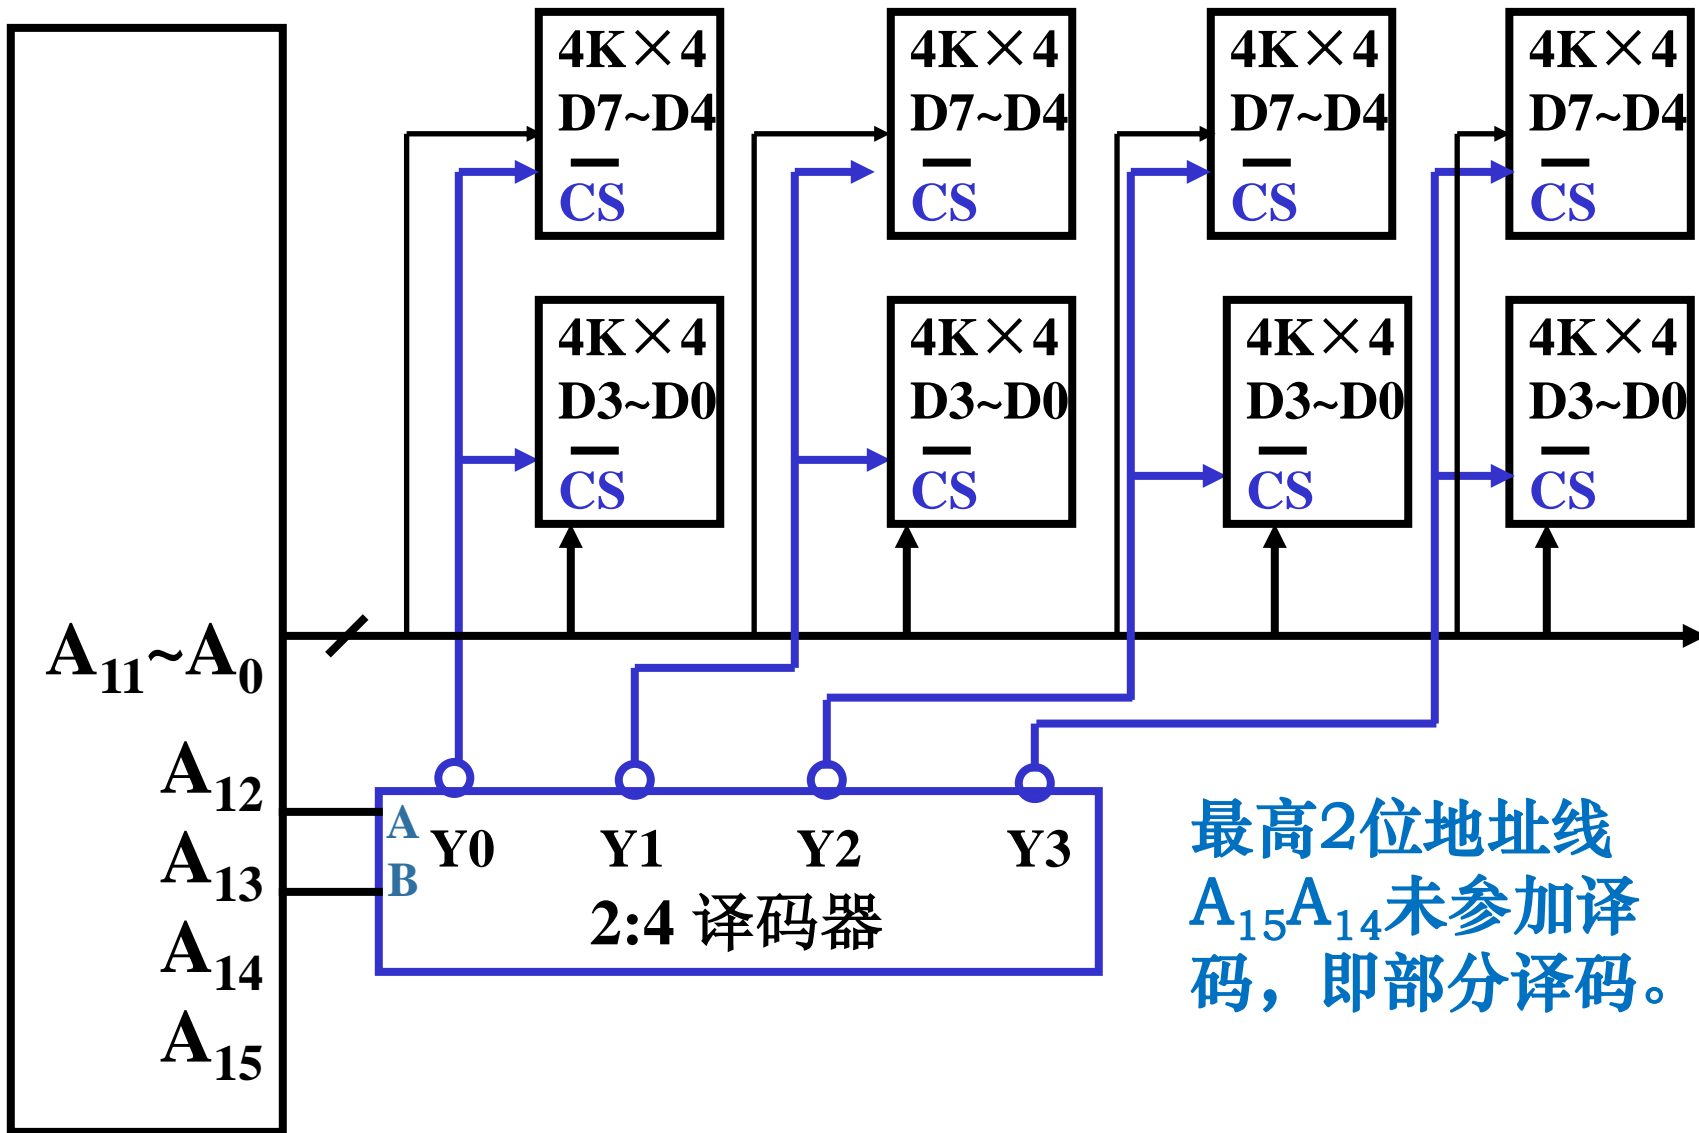 4K×4
D7~D4
CS
4K×4
D7~D4
CS
4K×4
D7~D4
CS
4K×4
D7~D4
CS
4K×4
D3~D0
CS
4K×4
D3~D0
CS
4K×4
D3~D0
CS
4K×4
D3~D0
CS
A₁₁~A₀
A₁₂
A₁₃
A₁₄
A₁₅
A
B
Y0 Y1 Y2 Y3
2:4 译码器
最高2位地址线
A₁₅A₁₄未参加译
码，即部分译码。